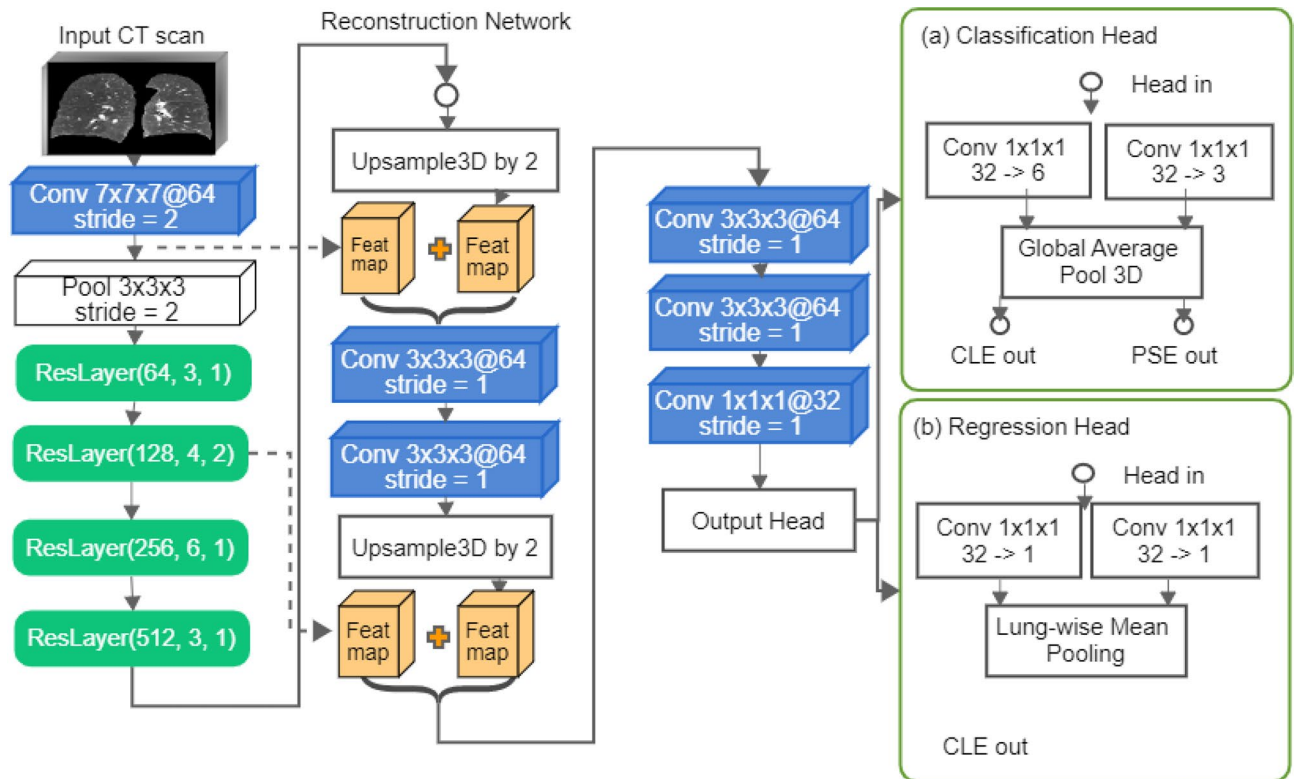 Input CT scan
Conv 7x7x7@64
stride = 2
Pool 3x3x3
stride = 2
ResLayer(64, 3, 1)
ResLayer(128, 4, 2)
ResLayer(256, 6, 1)
ResLayer(512, 3, 1)
Reconstruction Network
Upsample3D by 2
Feat
map
Feat
map
Conv 3x3x3@64
stride = 1
Conv 3x3x3@64
stride = 1
Upsample3D by 2
Feat
map
Feat
map
Conv 3x3x3@64
stride = 1
Conv 3x3x3@64
stride = 1
Conv 1x1x1@32
stride = 1
Output Head
(a) Classification Head
Head in
Conv 1x1x1
32 -> 6
Conv 1x1x1
32 -> 3
Global Average
Pool 3D
CLE out
PSE out
(b) Regression Head
Head in
Conv 1x1x1
32 -> 1
Conv 1x1x1
32 -> 1
Lung-wise Mean
Pooling
CLE out